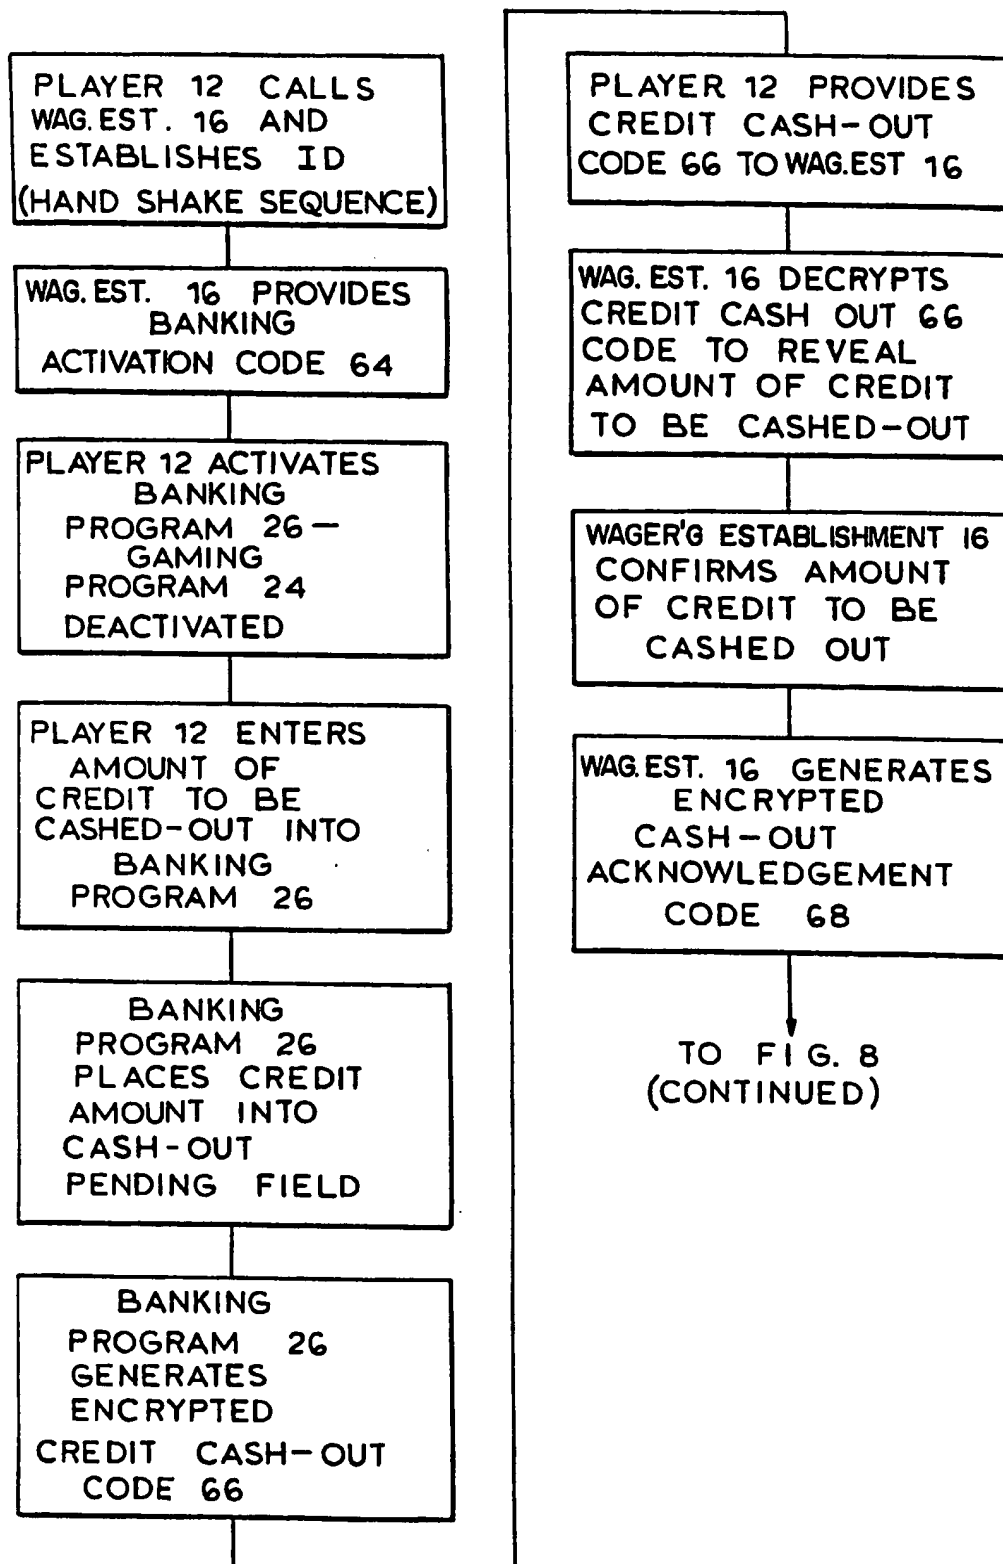 PLAYER 12 CALLS
WAG. EST. 16 AND
ESTABLISHES ID
(HAND SHAKE SEQUENCE)
WAG. EST. 16 PROVIDES
BANKING
ACTIVATION CODE 64
PLAYER 12 ACTIVATES
BANKING
PROGRAM 26—
GAMING
PROGRAM 24
DEACTIVATED
PLAYER 12 ENTERS
AMOUNT OF
CREDIT TO BE
CASHED-OUT INTO
BANKING
PROGRAM 26
BANKING
PROGRAM 26
PLACES CREDIT
AMOUNT INTO
CASH-OUT
PENDING FIELD
BANKING
PROGRAM 26
GENERATES
ENCRYPTED
CREDIT CASH-OUT
CODE 66
PLAYER 12 PROVIDES
CREDIT CASH-OUT
CODE 66 TO WAG.EST 16
WAG. EST. 16 DECRYPTS
CREDIT CASH OUT 66
CODE TO REVEAL
AMOUNT OF CREDIT
TO BE CASHED-OUT
WAGER'G ESTABLISHMENT 16
CONFIRMS AMOUNT
OF CREDIT TO BE
CASHED OUT
WAG. EST. 16 GENERATES
ENCRYPTED
CASH-OUT
ACKNOWLEDGEMENT
CODE 68
TO FIG. 8
(CONTINUED)